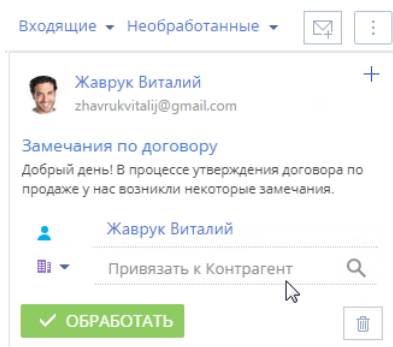 Входящие Необработанные
Жаврук Виталий
zhavrukvitalij@gmail.com
Замечания по договору
Добрый день! В процессе утверждения договора по
продаже у нас возникли некоторые замечания.
Жаврук Виталий
Привязать к Контрагент
ОБРАБОТАТЬ